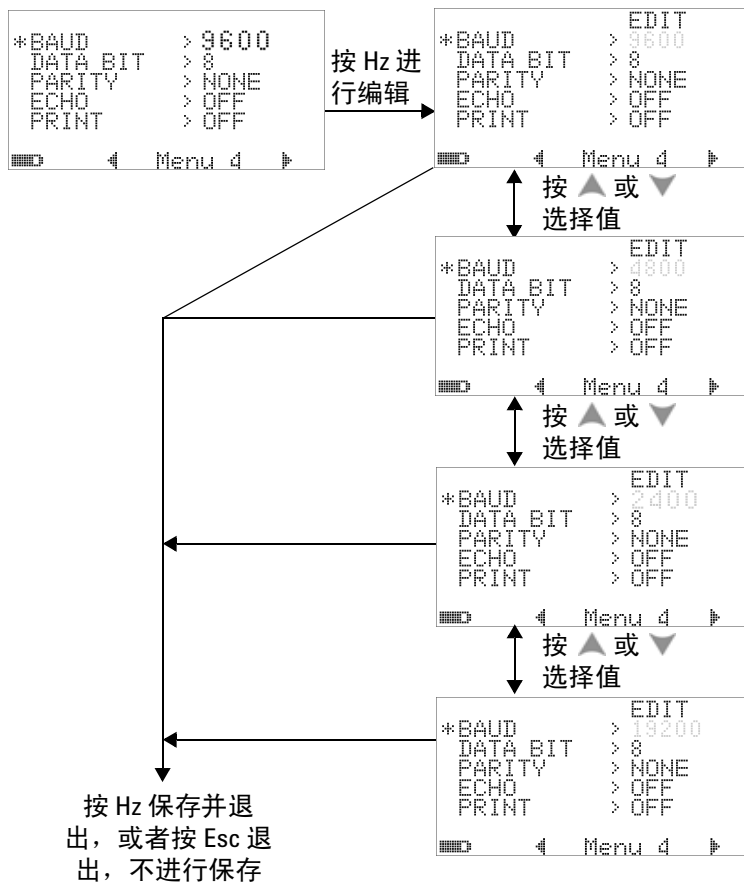 *BAUD > 9600
DATA BIT > 8
PARITY > NONE
ECHO > OFF
PRINT > OFF
Menu 4
按 Hz 进
行编辑
EDIT
*BAUD > 9600
DATA BIT > 8
PARITY > NONE
ECHO > OFF
PRINT > OFF
Menu 4
按 ▲ 或 ▼
选择值
EDIT
*BAUD > 4800
DATA BIT > 8
PARITY > NONE
ECHO > OFF
PRINT > OFF
Menu 4
按 ▲ 或 ▼
选择值
EDIT
*BAUD > 2400
DATA BIT > 8
PARITY > NONE
ECHO > OFF
PRINT > OFF
Menu 4
按 ▲ 或 ▼
选择值
EDIT
*BAUD > 19200
DATA BIT > 8
PARITY > NONE
ECHO > OFF
PRINT > OFF
Menu 4
按 Hz 保存并退
出，或者按 Esc 退
出，不进行保存